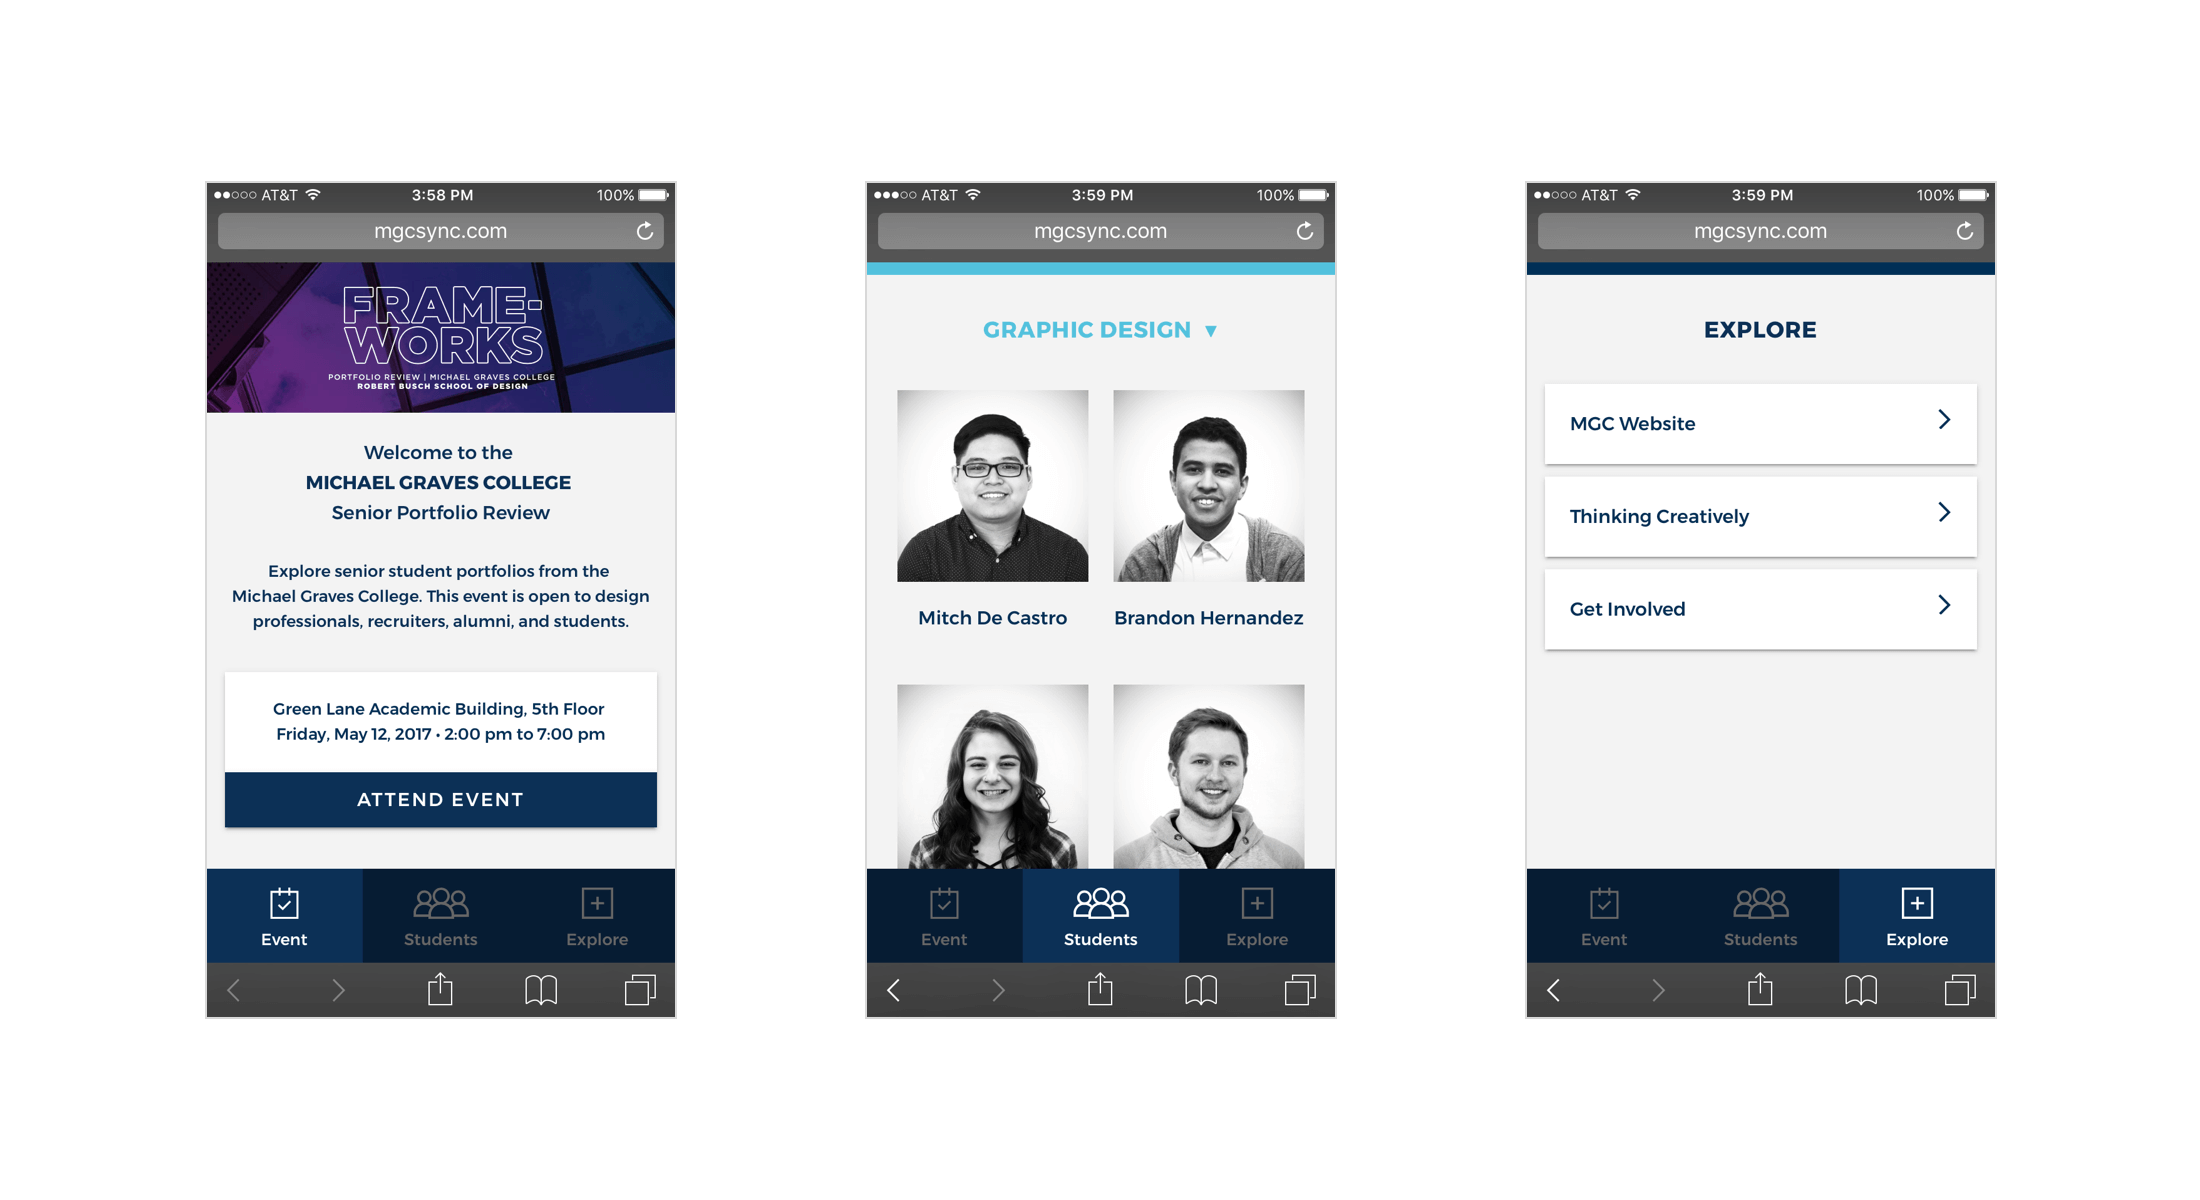 AT&T 3:58 PM 100%
mgcsync.com
FRAME-
WORKS
PORTFOLIO REVIEW | MICHAEL GRAVES COLLEGE
ROBERT BUSCH SCHOOL OF DESIGN
Welcome to the
MICHAEL GRAVES COLLEGE
Senior Portfolio Review
Explore senior student portfolios from the
Michael Graves College. This event is open to design
professionals, recruiters, alumni, and students.
Green Lane Academic Building, 5th Floor
Friday, May 12, 2017 • 2:00 pm to 7:00 pm
ATTEND EVENT
Event Students Explore
AT&T 3:59 PM 100%
mgcsync.com
GRAPHIC DESIGN ▼
Mitch De Castro Brandon Hernandez
Event Students Explore
AT&T 3:59 PM 100%
mgcsync.com
EXPLORE
MGC Website
Thinking Creatively
Get Involved
Event Students Explore